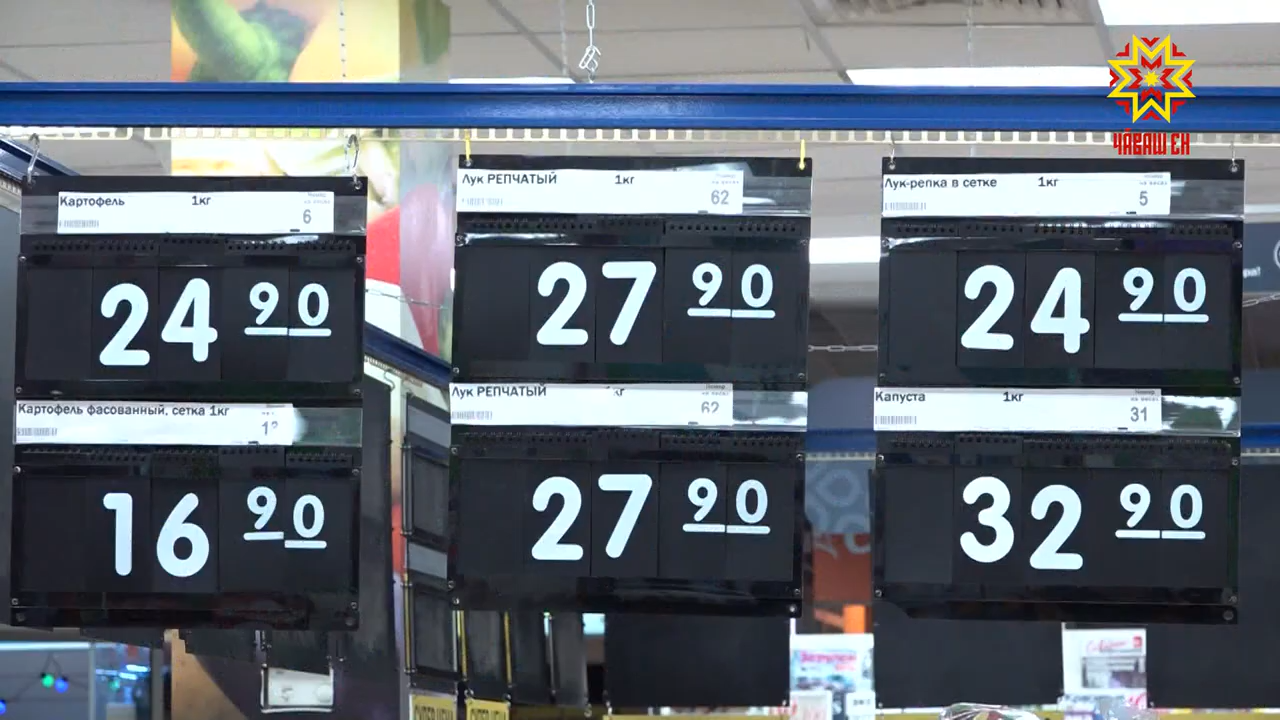 ЧӐВАШ ЕН
Картофель 1кг
6
24 90
Лук РЕПЧАТЫЙ 1кг
62
27 90
Лук-репка в сетке 1кг
5
24 90
Картофель фасованный, сетка 1кг
16 90
Лук РЕПЧАТЫЙ
62
27 90
Капуста 1кг
31
32 90